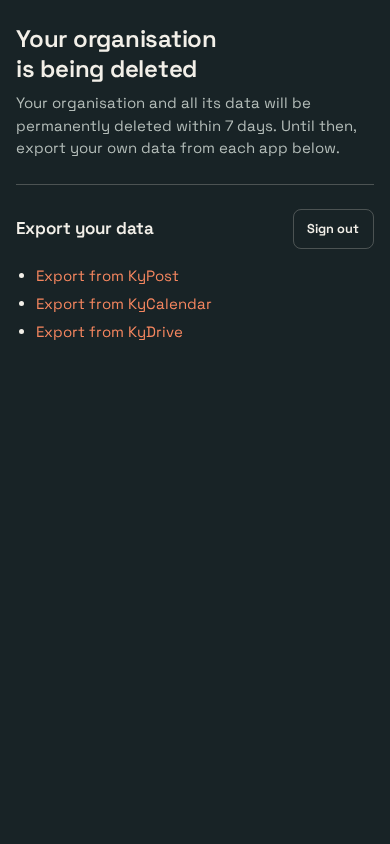 Your organisation
is being deleted
Your organisation and all its data will be
permanently deleted within 7 days. Until then,
export your own data from each app below.
Export your data
Sign out
Export from KyPost
Export from KyCalendar
Export from KyDrive